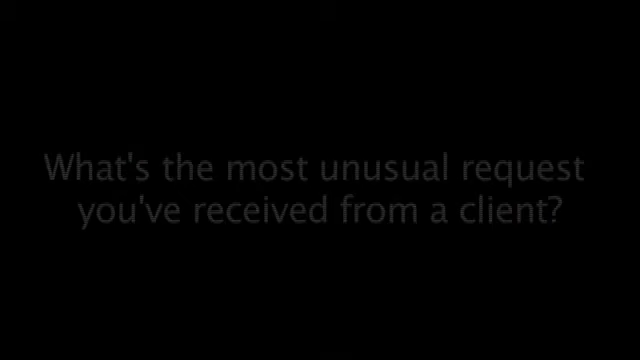 What's the most unusual request
you've received from a client?